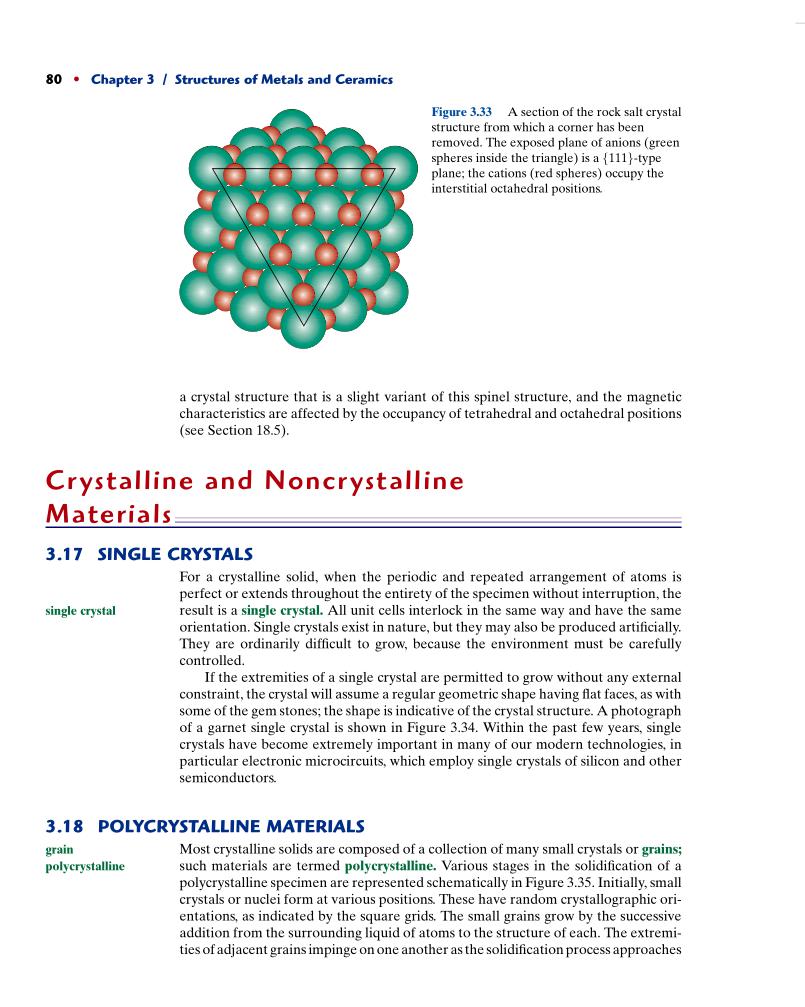 80 • Chapter 3 / Structures of Metals and Ceramics
Figure 3.33 A section of the rock salt crystal
structure from which a corner has been
removed. The exposed plane of anions (green
spheres inside the triangle) is a {111}-type
plane; the cations (red spheres) occupy the
interstitial octahedral positions.
a crystal structure that is a slight variant of this spinel structure, and the magnetic
characteristics are affected by the occupancy of tetrahedral and octahedral positions
(see Section 18.5).
Crystalline and Noncrystalline
Materials
3.17 SINGLE CRYSTALS
For a crystalline solid, when the periodic and repeated arrangement of atoms is
perfect or extends throughout the entirety of the specimen without interruption, the
single crystal
result is a single crystal. All unit cells interlock in the same way and have the same
orientation. Single crystals exist in nature, but they may also be produced artificially.
They are ordinarily difficult to grow, because the environment must be carefully
controlled.
If the extremities of a single crystal are permitted to grow without any external
constraint, the crystal will assume a regular geometric shape having flat faces, as with
some of the gem stones; the shape is indicative of the crystal structure. A photograph
of a garnet single crystal is shown in Figure 3.34. Within the past few years, single
crystals have become extremely important in many of our modern technologies, in
particular electronic microcircuits, which employ single crystals of silicon and other
semiconductors.
3.18 POLYCRYSTALLINE MATERIALS
grain
polycrystalline
Most crystalline solids are composed of a collection of many small crystals or grains;
such materials are termed polycrystalline. Various stages in the solidification of a
polycrystalline specimen are represented schematically in Figure 3.35. Initially, small
crystals or nuclei form at various positions. These have random crystallographic ori-
entations, as indicated by the square grids. The small grains grow by the successive
addition from the surrounding liquid of atoms to the structure of each. The extremi-
ties of adjacent grains impinge on one another as the solidification process approaches